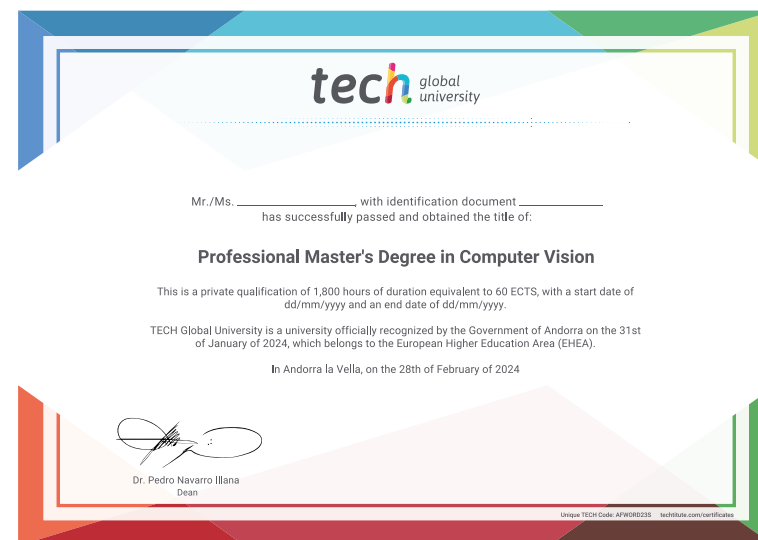 tech global university
Mr./Ms. ____________, with identification document ____________
has successfully passed and obtained the title of:
Professional Master's Degree in Computer Vision
This is a private qualification of 1,800 hours of duration equivalent to 60 ECTS, with a start date of
dd/mm/yyyy and an end date of dd/mm/yyyy.
TECH Global University is a university officially recognized by the Government of Andorra on the 31st
of January of 2024, which belongs to the European Higher Education Area (EHEA).
In Andorra la Vella, on the 28th of February of 2024
Dr. Pedro Navarro Illana
Dean
Unique TECH Code: AFWORD23S techtitute.com/certificates